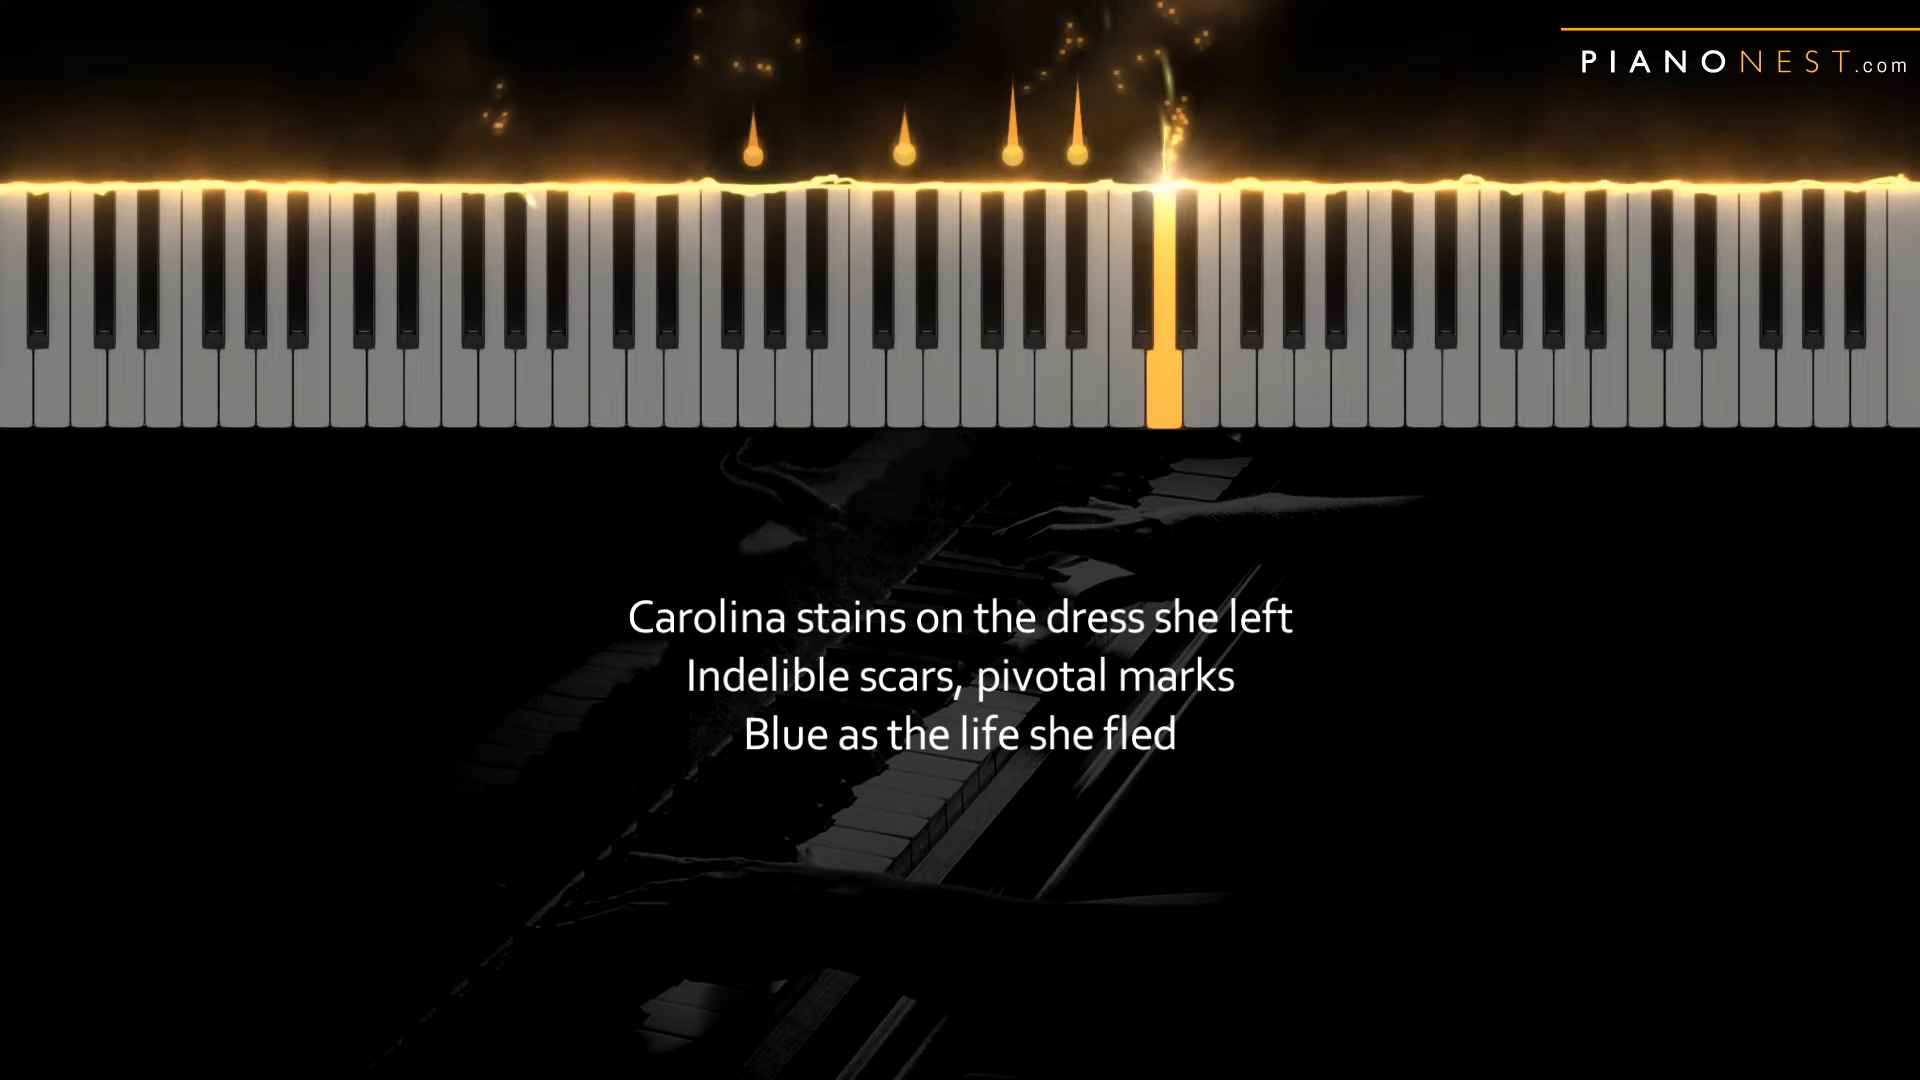 PIANONEST.com
Carolina stains on the dress she left
Indelible scars, pivotal marks
Blue as the life she fled